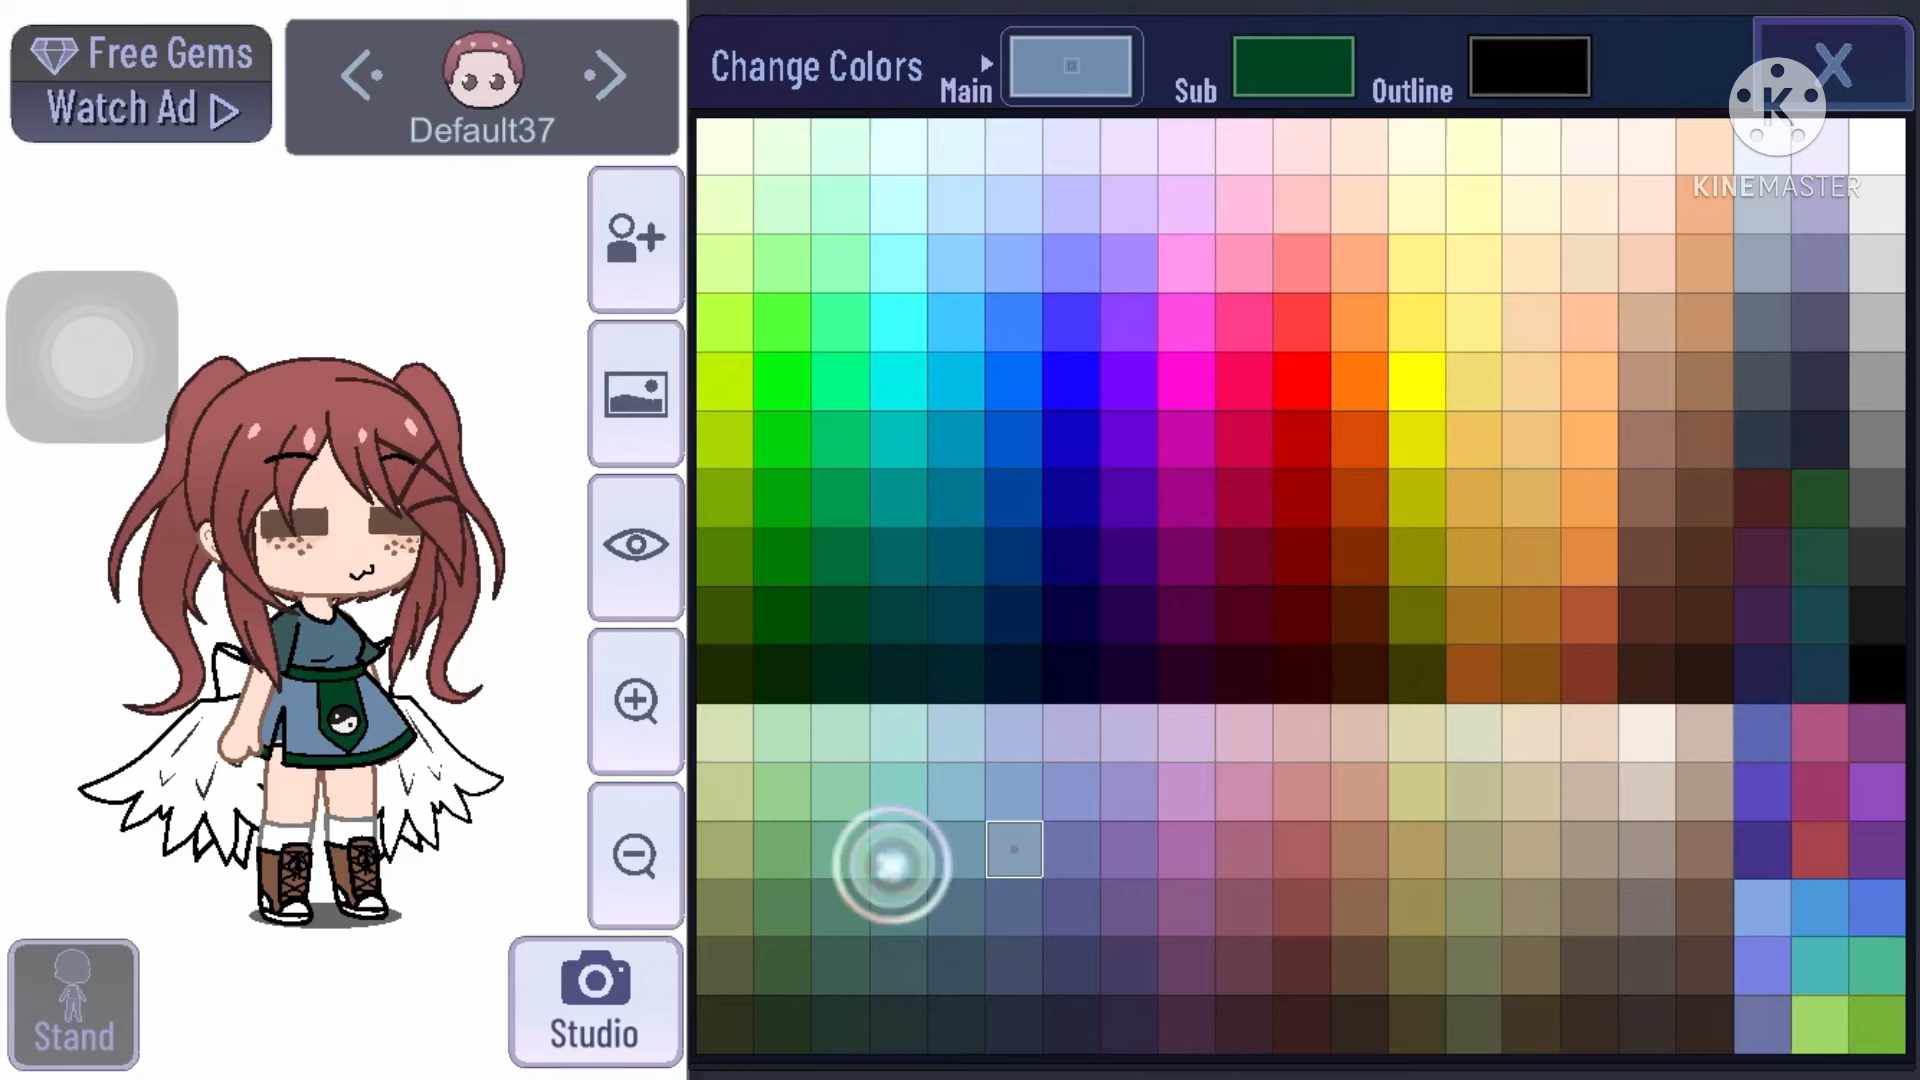 Free Gems
Watch Ad
Default37
Change Colors
Main
Sub
Outline
X
K
KINEMASTER
Stand
Studio